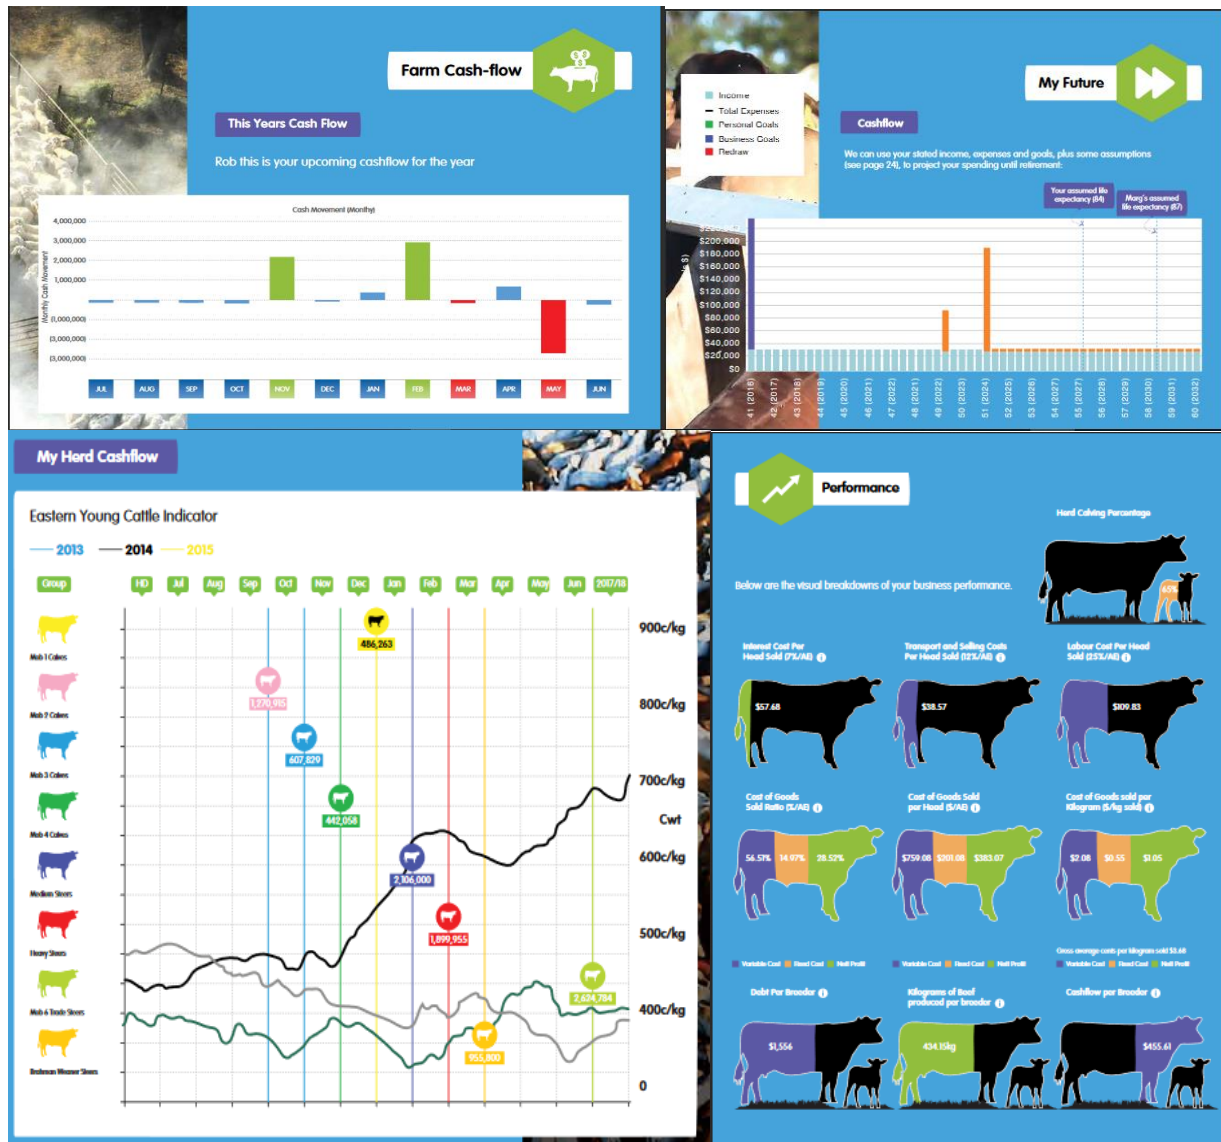 Farm Cash-flow
This Years Cash Flow
Rob this is your upcoming cashflow for the year
Cash Movement (Monthy)
Monthly Cash Movement
4,000,000
3,000,000
2,000,000
1,000,000
(1,000,000)
(3,000,000)
JUL AUG SEP OCT NOV DEC JAN FEB MAR APR MAY JUN
My Future
Income
Total Expenses
Personal Goals
Business Goals
Redraw
Cashflow
We can use your stated income, expenses and goals, plus some assumptions
(see page 24), to project your spending until retirement:
Your assumed life
expectancy (84)
Marg's assumed
life expectancy (87)
$200,000
$180,000
$160,000
$140,000
$120,000
$100,000
$80,000
$60,000
$40,000
$20,000
$0
41 (2016)
42 (2017)
43 (2018)
44 (2019)
45 (2020)
46 (2021)
47 (2022)
48 (2021)
49 (2022)
50 (2023)
51 (2024)
52 (2025)
54 (2026)
55 (2027)
56 (2028)
57 (2029)
58 (2030)
59 (2031)
60 (2032)
My Herd Cashflow
Eastern Young Cattle Indicator
2013 2014 2015
Group HD Jul Aug Sep Oct Nov Dec Jan Feb Mar Apr May Jun 2017/18
Mob 1 Calves
Mob 2 Calves
Mob 3 Calves
Mob 4 Calves
Medium Steers
Heavy Steers
Mob 6 Trade Steers
Brahman Weaner Steers
486,263
1,270,915
607,829
442,058
2,106,000
1,899,955
2,624,784
955,800
900c/kg
800c/kg
700c/kg
Cwt
600c/kg
500c/kg
400c/kg
0
Performance
Below are the visual breakdowns of your business performance.
Herd Calving Percentage
65%
Interest Cost Per
Head Sold (7%/AE)
$57.68
Transport and Selling Costs
Per Head Sold (12%/AE)
$38.57
Labour Cost Per Head
Sold (25%/AE)
$109.83
Cost of Goods
Sold Ratio (%/AE)
56.57% 14.97% 28.52%
Cost of Goods Sold
per Head ($/AE)
$759.08 $201.08 $383.07
Cost of Goods sold per
Kilogram ($/kg sold)
$2.08 $0.55 $1.05
Gross average costs per kilogram sold $3.68
Variable Cost Fixed Cost Nett Profit
Variable Cost Fixed Cost Nett Profit
Variable Cost Fixed Cost Nett Profit
Debt Per Breeder
$1,556
Kilograms of Beef
produced per breeder
434.15kg
Cashflow per Breeder
$455.61